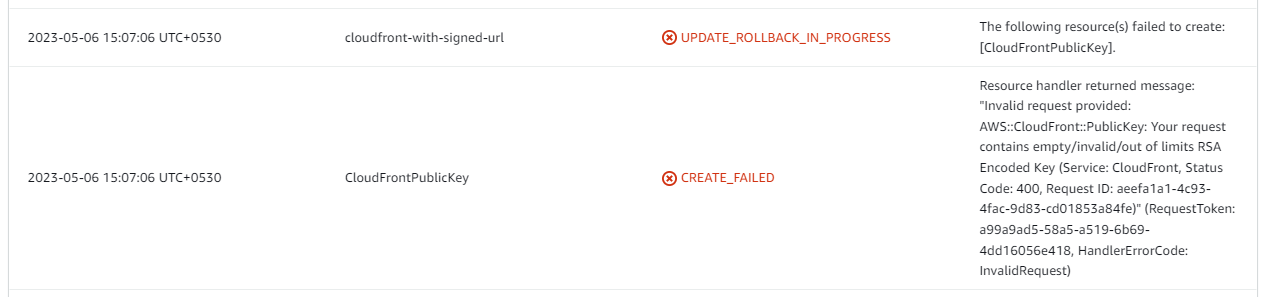 2023-05-06 15:07:06 UTC+0530
cloudfront-with-signed-url
UPDATE_ROLLBACK_IN_PROGRESS
The following resource(s) failed to create:
[CloudFrontPublicKey].
2023-05-06 15:07:06 UTC+0530
CloudFrontPublicKey
CREATE_FAILED
Resource handler returned message:
"Invalid request provided:
AWS::CloudFront::PublicKey: Your request
contains empty/invalid/out of limits RSA
Encoded Key (Service: CloudFront, Status
Code: 400, Request ID: aeefa1a1-4c93-
4fac-9d83-cd01853a84fe)" (RequestToken:
a99a9ad5-58a5-a519-6b69-
4dd16056e418, HandlerErrorCode:
InvalidRequest)